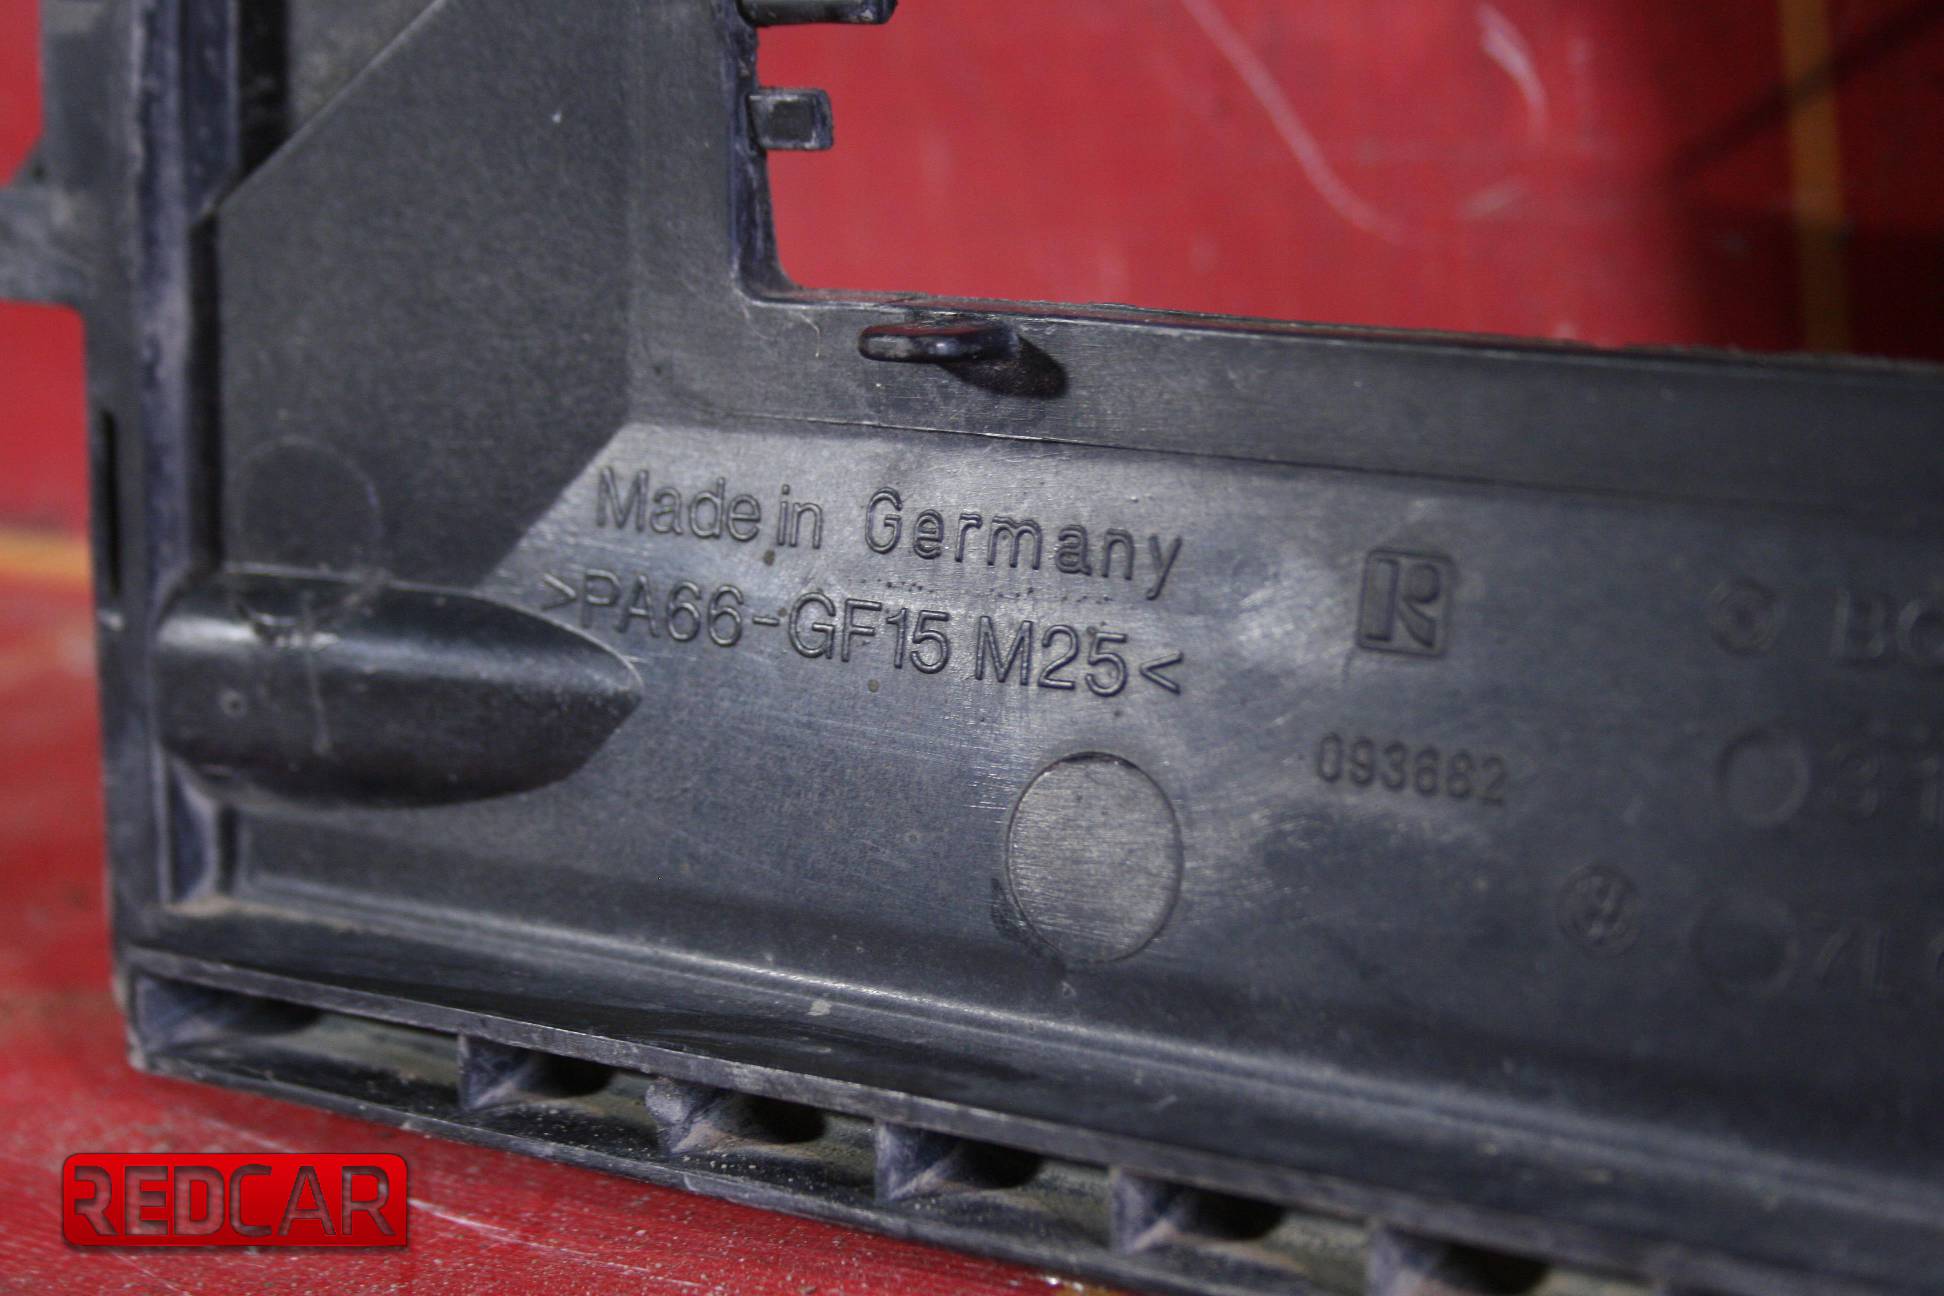 Made in Germany
>PA66-GF15 M25<
R
093682
REDCAR